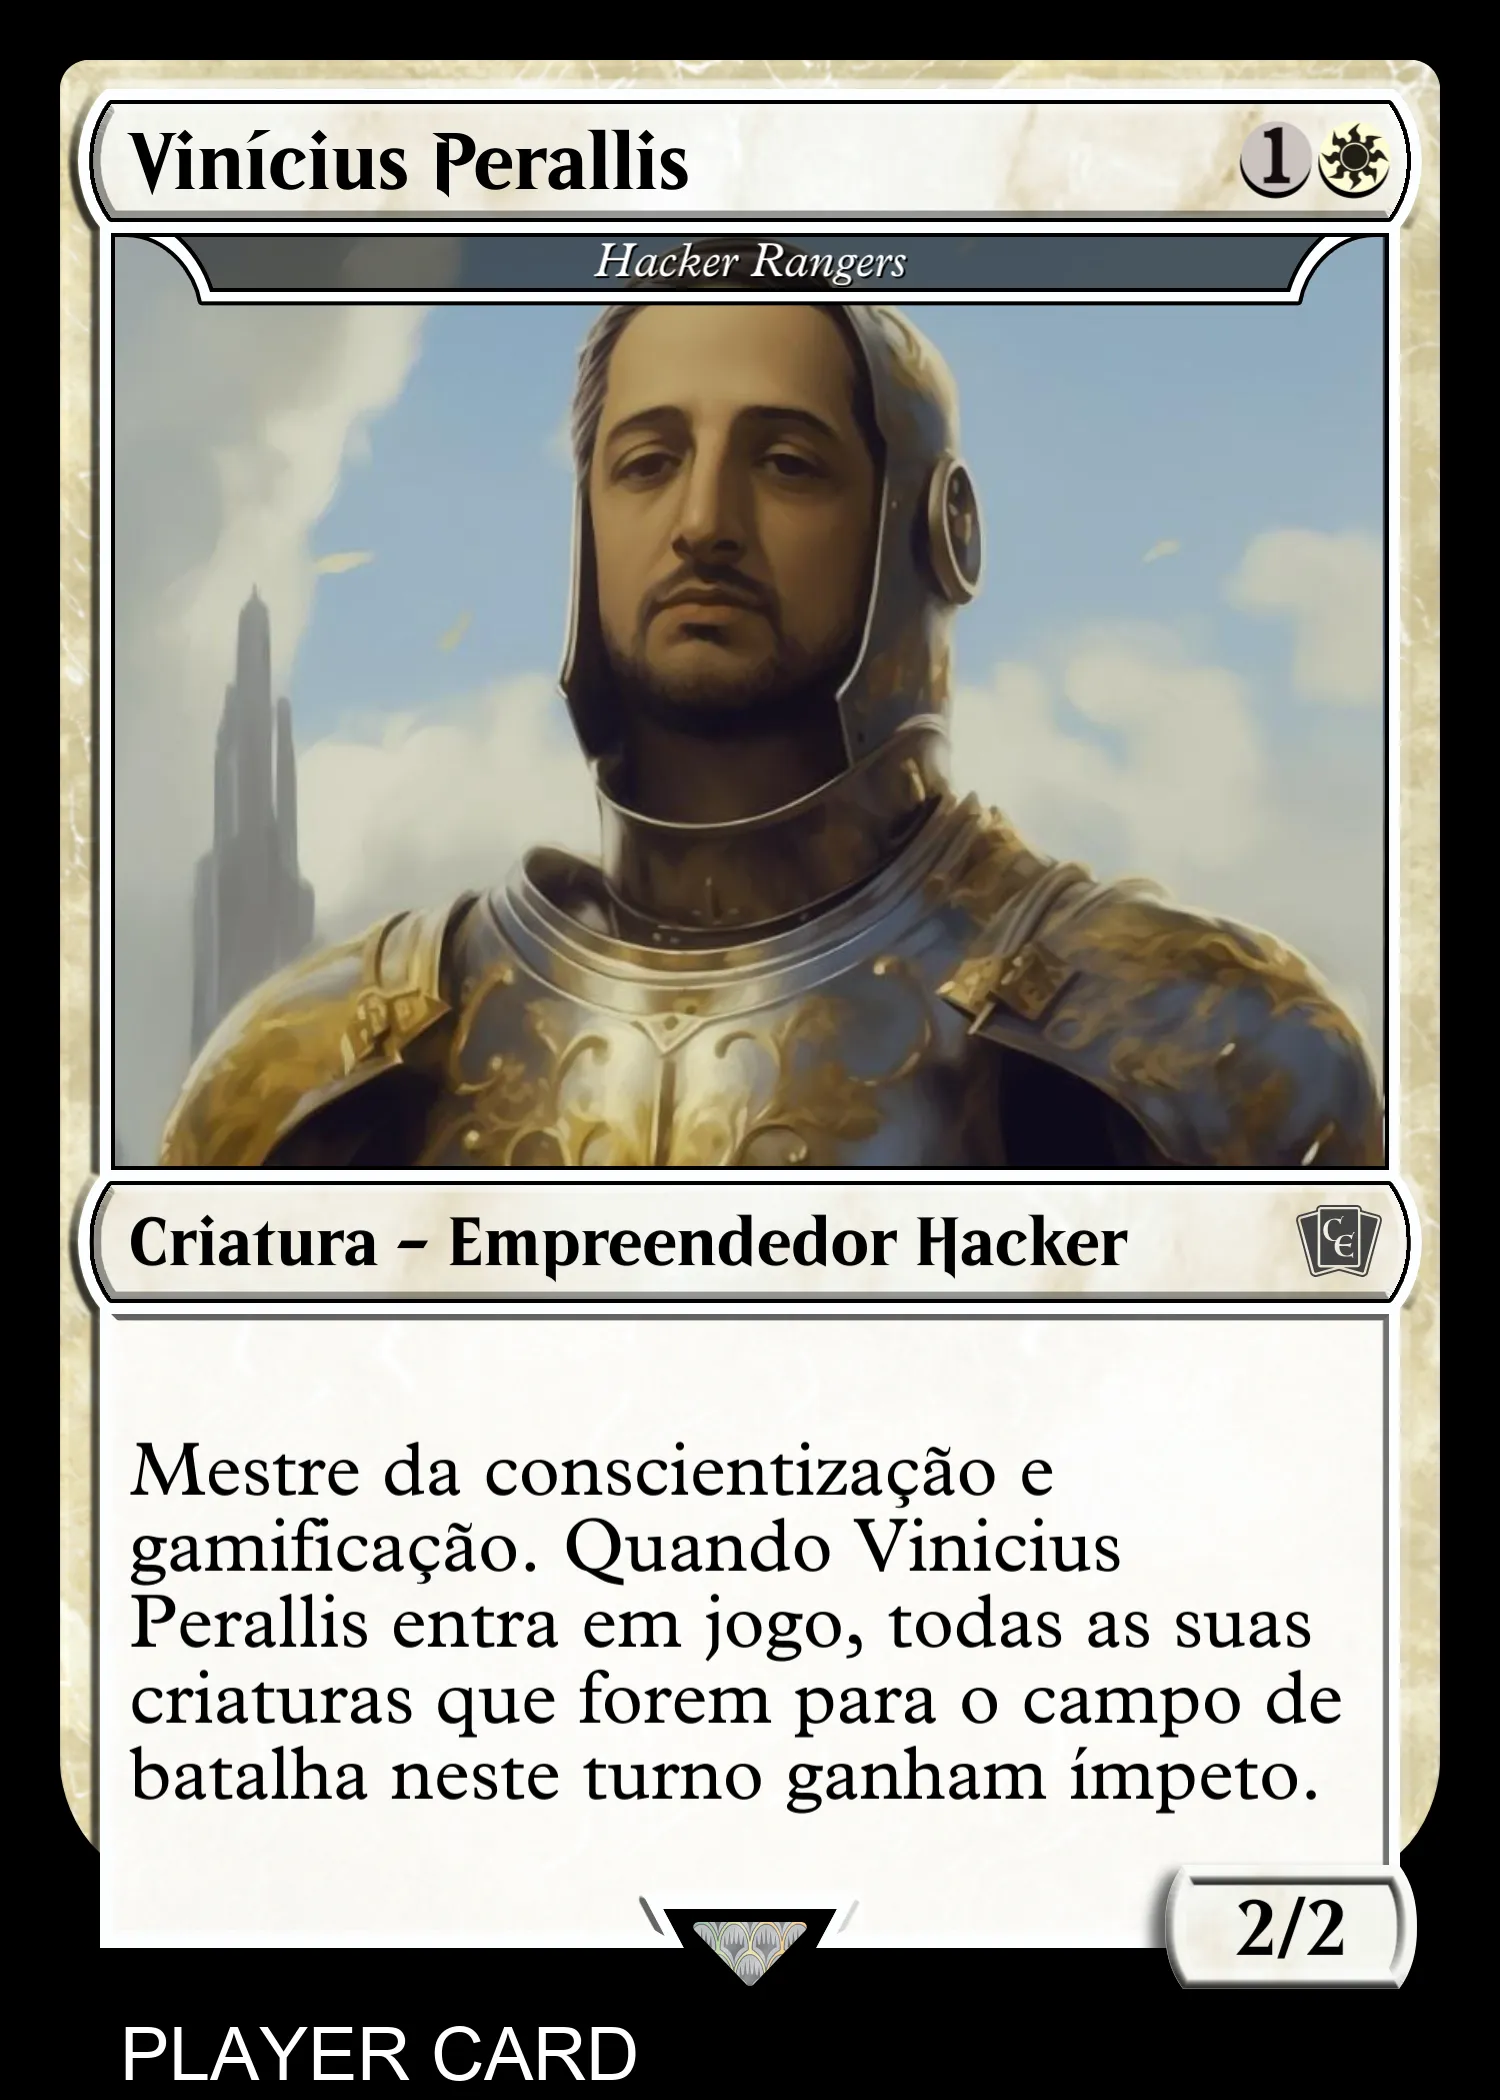 Vinícius Perallis 1
Hacker Rangers
Criatura – Empreendedor Hacker
CE
Mestre da conscientização e
gamificação. Quando Vinicius
Perallis entra em jogo, todas as suas
criaturas que forem para o campo de
batalha neste turno ganham ímpeto.
2/2
PLAYER CARD